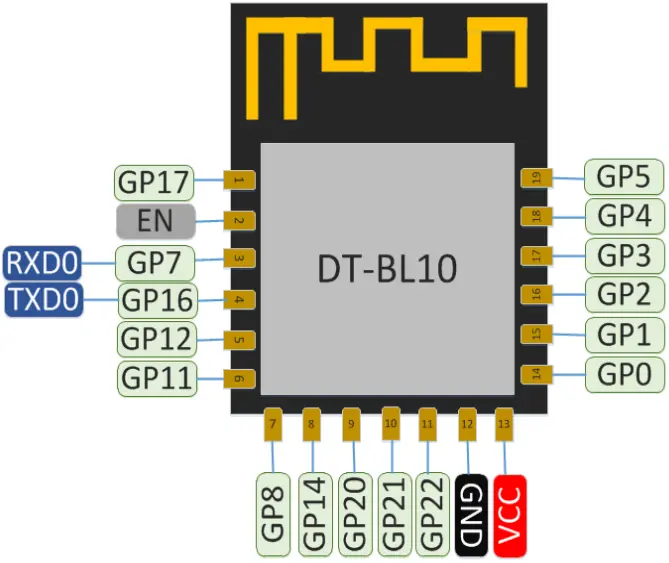 GP17 1
EN 2
RXD0 GP7 3
TXD0 GP16 4
GP12 5
GP11 6
DT-BL10
19 GP5
18 GP4
17 GP3
16 GP2
15 GP1
14 GP0
7 8 9 10 11 12 13
GP8 GP14 GP20 GP21 GP22 GND VCC